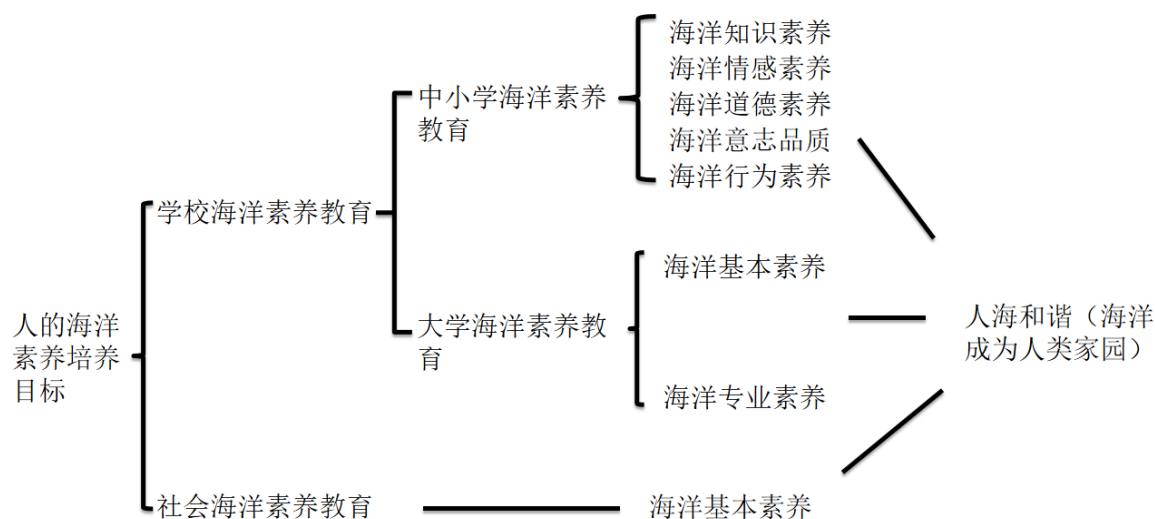 海洋知识素养
海洋情感素养
海洋道德素养
海洋意志品质
海洋行为素养
中小学海洋素养
教育
学校海洋素养教育
海洋基本素养
大学海洋素养教
育
海洋专业素养
人的海洋
素养培养
目标
人海和谐（海洋
成为人类家园）
社会海洋素养教育
海洋基本素养